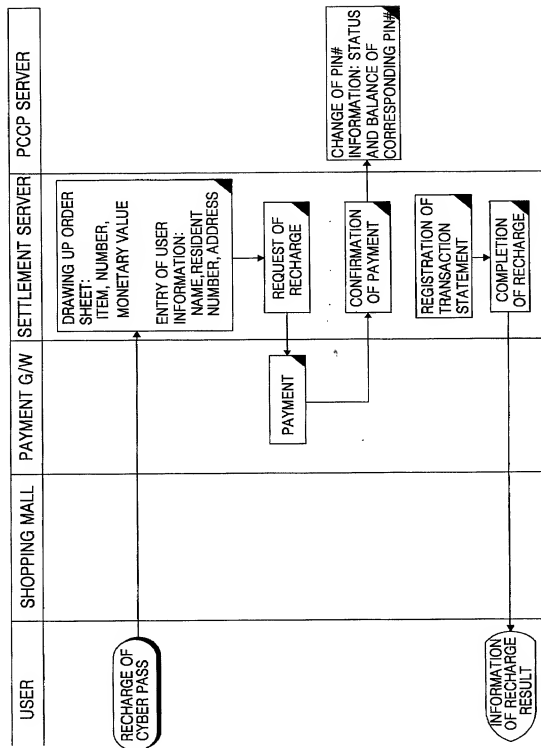 USER
SHOPPING MALL
PAYMENT G/W
SETTLEMENT SERVER
PCCP SERVER
RECHARGE OF
CYBER PASS
DRAWING UP ORDER
SHEET:
ITEM, NUMBER,
MONETARY VALUE
ENTRY OF USER
INFORMATION:
NAME,RESIDENT
NUMBER, ADDRESS
REQUEST OF
RECHARGE
PAYMENT
CONFIRMATION
OF PAYMENT
CHANGE OF PIN#
INFORMATION: STATUS
AND BALANCE OF
CORRESPONDING PIN#
REGISTRATION OF
TRANSACTION
STATEMENT
COMPLETION
OF RECHARGE
INFORMATION
OF RECHARGE
RESULT